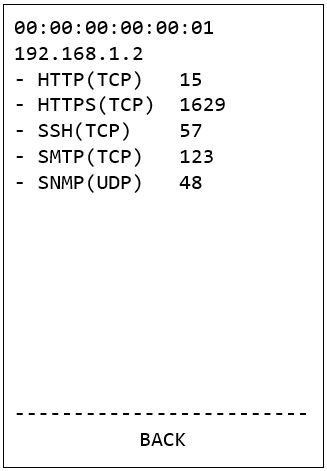 00:00:00:00:00:01
192.168.1.2
- HTTP(TCP)   15
- HTTPS(TCP)  1629
- SSH(TCP)    57
- SMTP(TCP)   123
- SNMP(UDP)   48
-------------------------
BACK